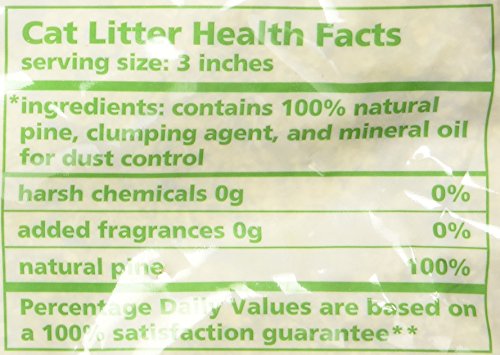 Cat Litter Health Facts
serving size: 3 inches
*ingredients: contains 100% natural
pine, clumping agent, and mineral oil
for dust control
harsh chemicals 0g 0%
added fragrances 0g 0%
natural pine 100%
Percentage Daily Values are based on
a 100% satisfaction guarantee**